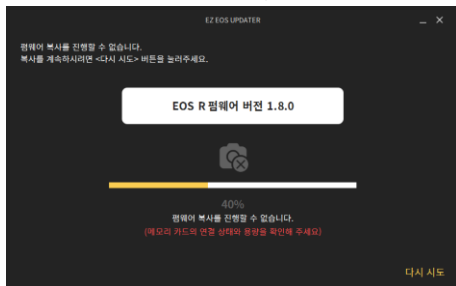 EZ EOS UPDATER
펌웨어 복사를 진행할 수 없습니다.
복사를 계속하시려면 <다시 시도> 버튼을 눌러주세요.
EOS R 펌웨어 버전 1.8.0
40%
펌웨어 복사를 진행할 수 없습니다.
(메모리 카드의 연결 상태와 용량을 확인해 주세요)
다시 시도